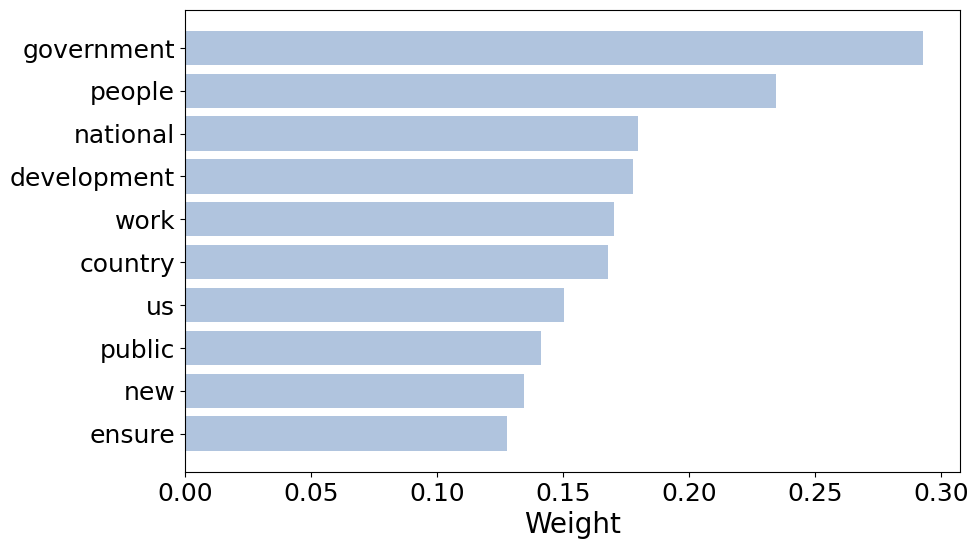 government
people
national
development
work
country
us
public
new
ensure
0.00 0.05 0.10 0.15 0.20 0.25 0.30
Weight